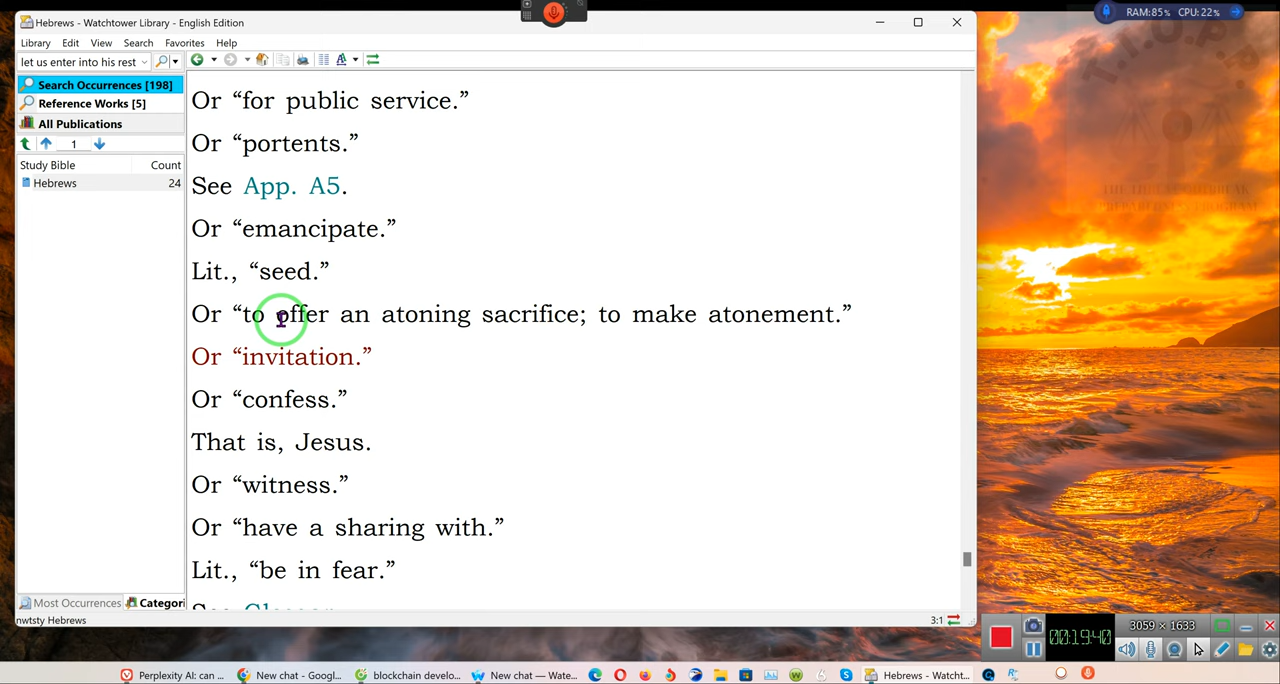 Hebrews - Watchtower Library - English Edition
RAM:85% CPU:22%
Library Edit View Search Favorites Help
let us enter into his rest
Search Occurrences [198]
Reference Works [5]
All Publications
1
Study Bible Count
Hebrews 24
Or “for public service.”
Or “portents.”
See App. A5.
Or “emancipate.”
Lit., “seed.”
Or “to offer an atoning sacrifice; to make atonement.”
Or “invitation.”
Or “confess.”
That is, Jesus.
Or “witness.”
Or “have a sharing with.”
Lit., “be in fear.”
Most Occurrences Categori
nwtsty Hebrews 3:1
T.T.O.P.P.
THE THREAT OUTBREAK
PREPAREDNESS PROGRAM
3059 × 1633
00:19:40
Perplexity AI: can ...
New chat - Googl...
blockchain develo...
New chat — Wate...
Hebrews - Watcht...